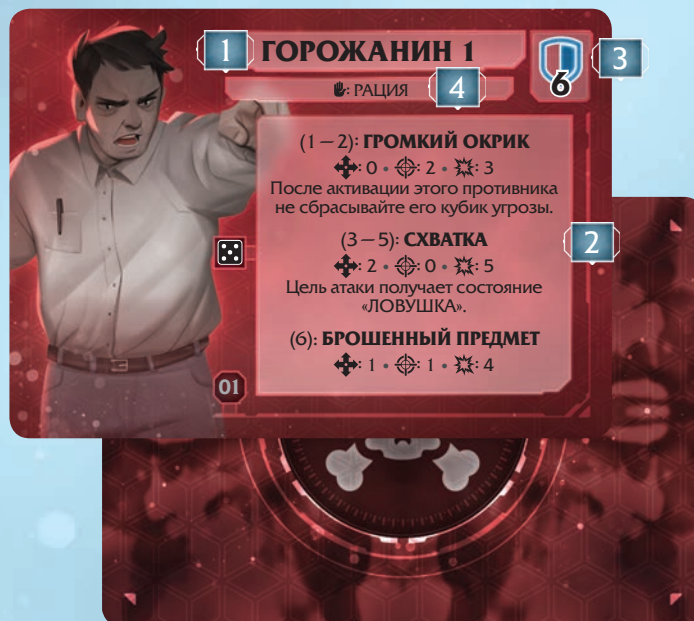 1 ГОРОЖАНИН 1 3
6
: РАЦИЯ 4
(1 – 2): ГРОМКИЙ ОКРИК
: 0 • : 2 • : 3
После активации этого противника
не сбрасывайте его кубик угрозы.
(3 – 5): СХВАТКА 2
: 2 • : 0 • : 5
Цель атаки получает состояние
«ЛОВУШКА».
(6): БРОШЕННЫЙ ПРЕДМЕТ
: 1 • : 1 • : 4
01